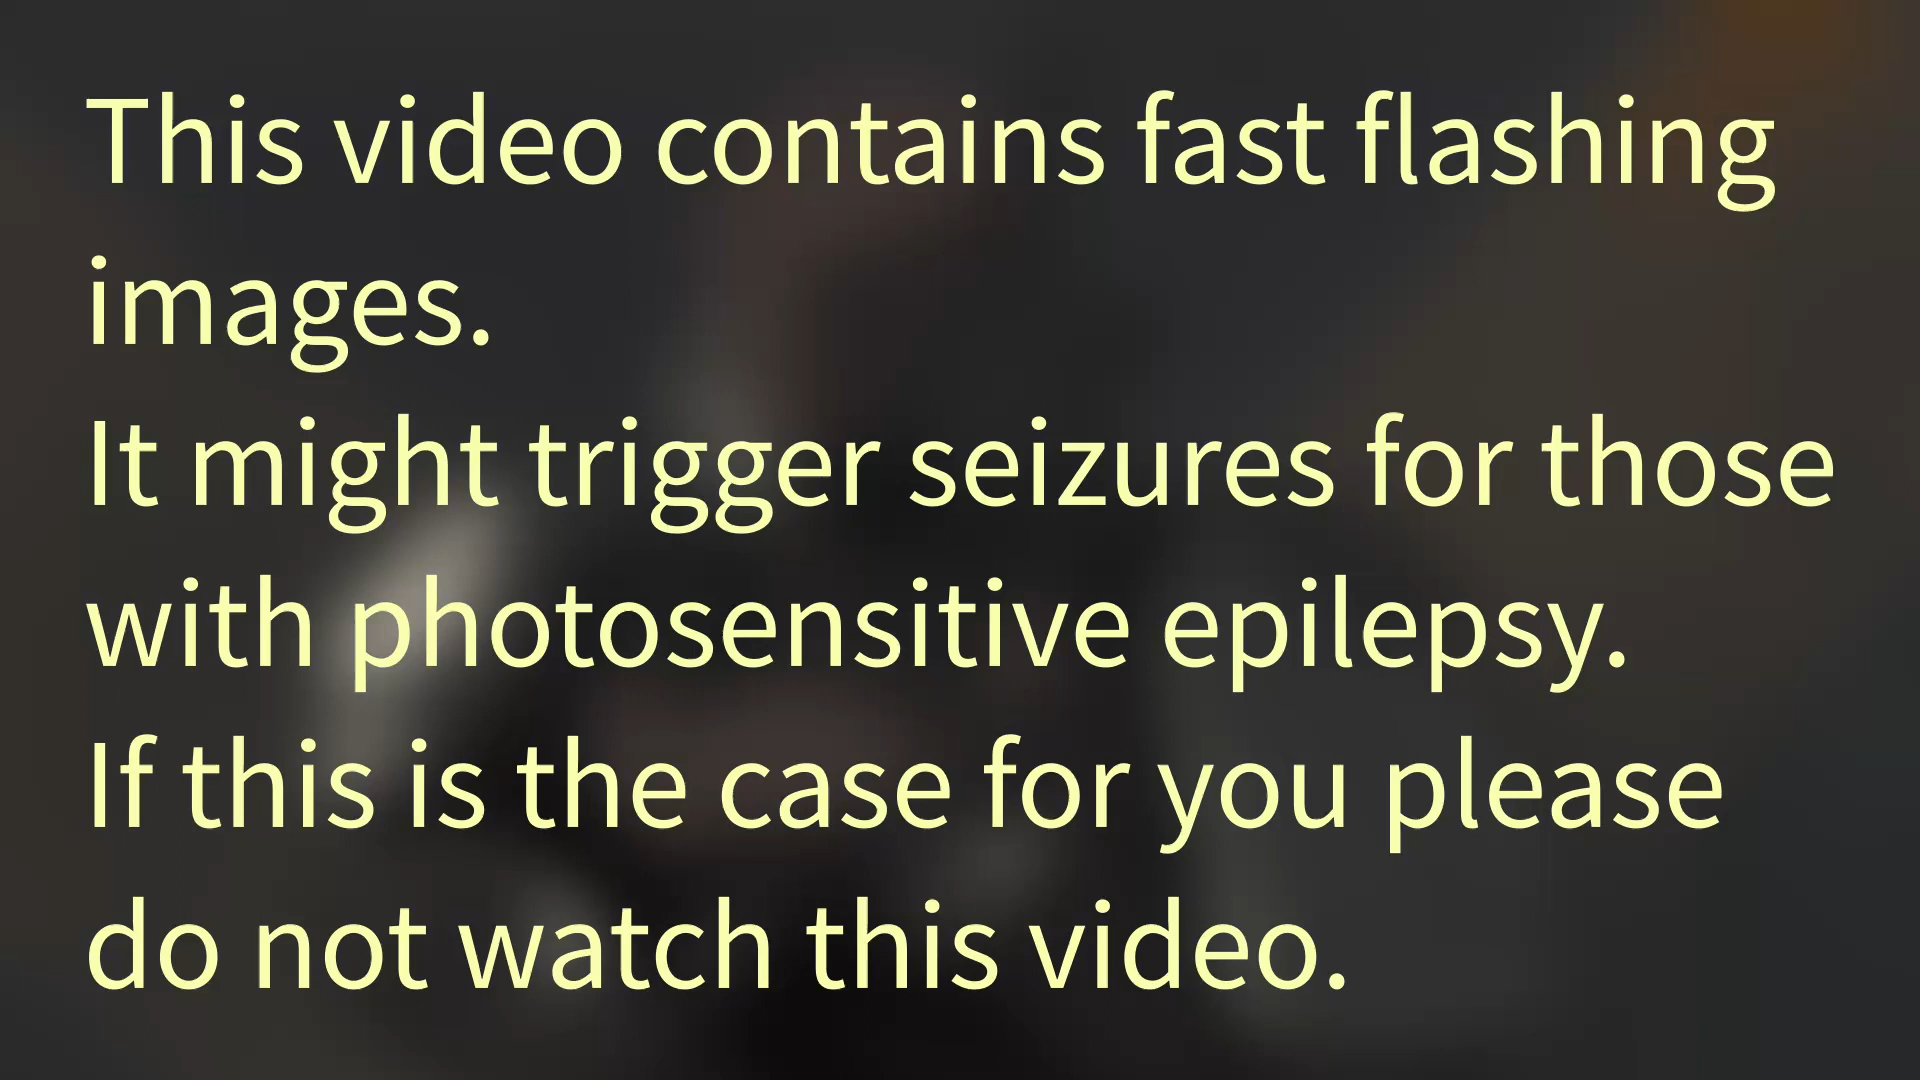 This video contains fast flashing
images.
It might trigger seizures for those
with photosensitive epilepsy.
If this is the case for you please
do not watch this video.